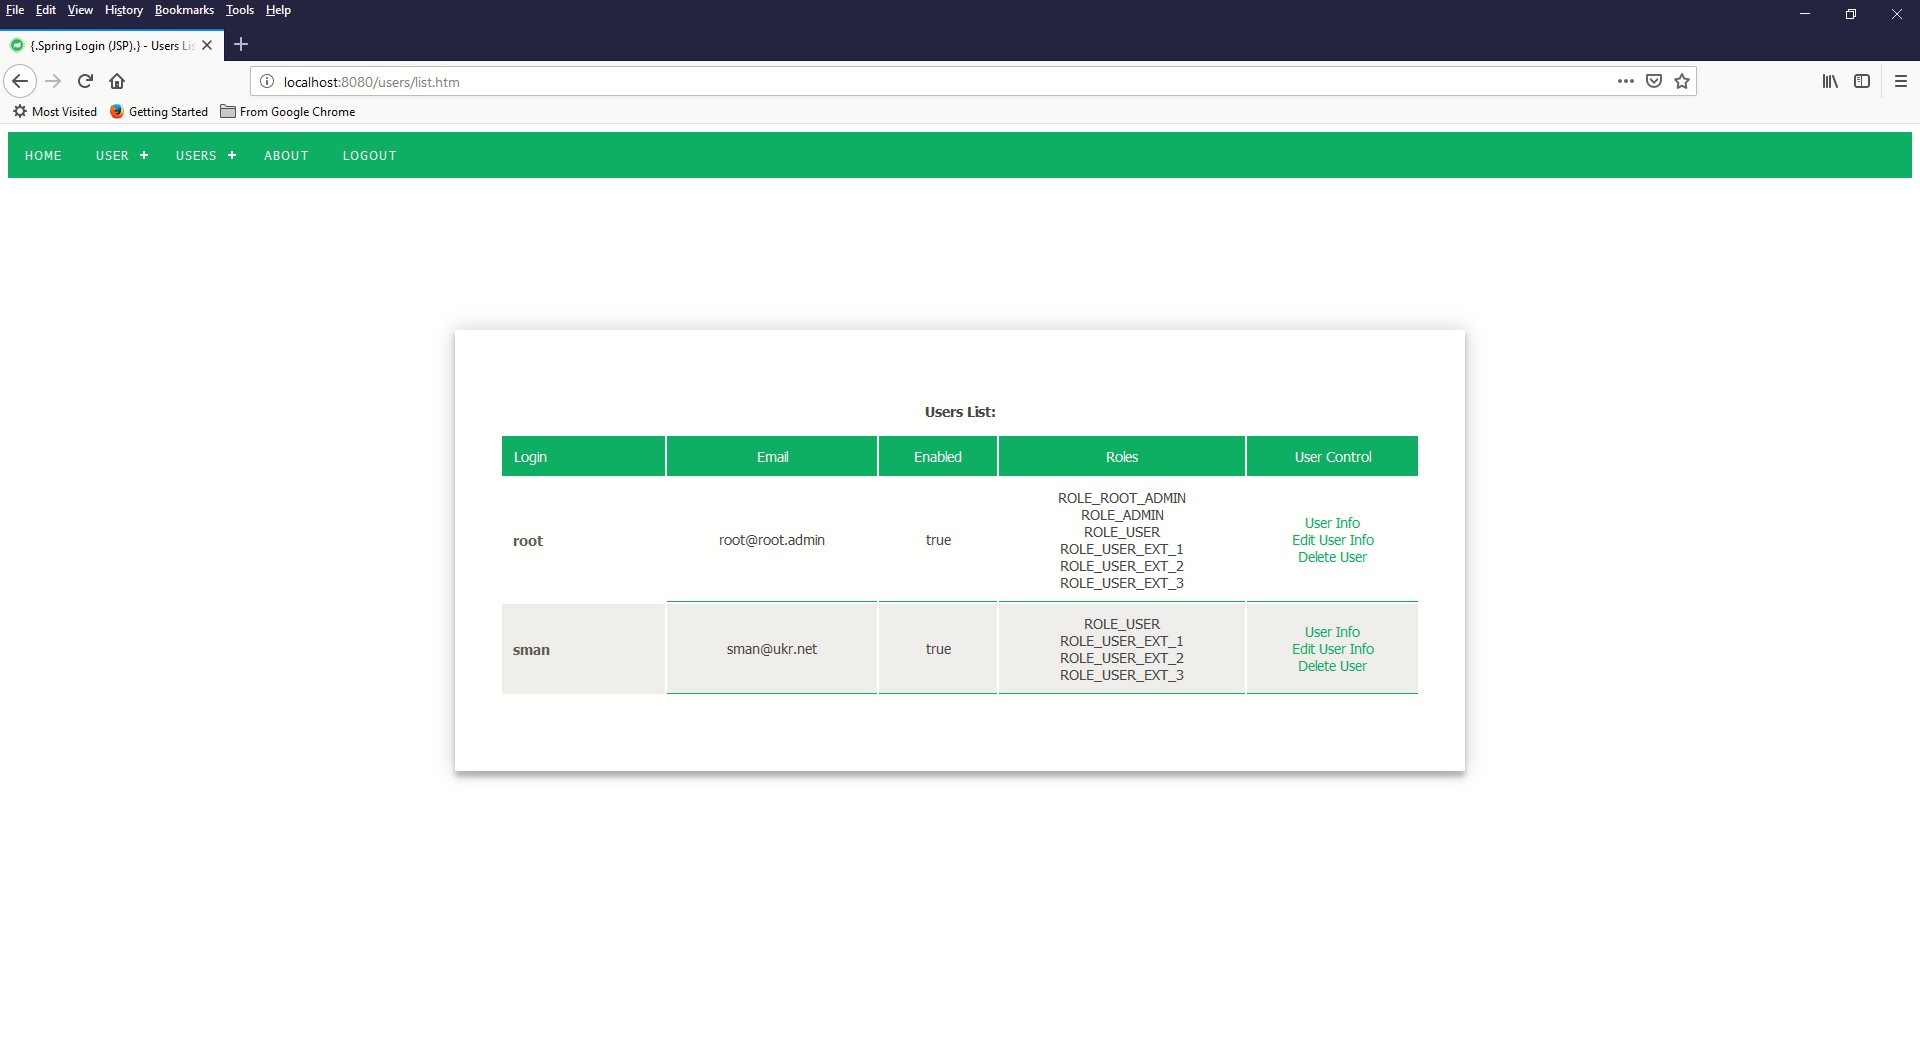 File Edit View History Bookmarks Tools Help
{.Spring Login (JSP).} - Users Lis
localhost:8080/users/list.htm
Most Visited Getting Started From Google Chrome
HOME USER + USERS + ABOUT LOGOUT
Users List:
Login Email Enabled Roles User Control
root root@root.admin true
ROLE_ROOT_ADMIN
ROLE_ADMIN
ROLE_USER
ROLE_USER_EXT_1
ROLE_USER_EXT_2
ROLE_USER_EXT_3
User Info
Edit User Info
Delete User
sman sman@ukr.net true
ROLE_USER
ROLE_USER_EXT_1
ROLE_USER_EXT_2
ROLE_USER_EXT_3
User Info
Edit User Info
Delete User